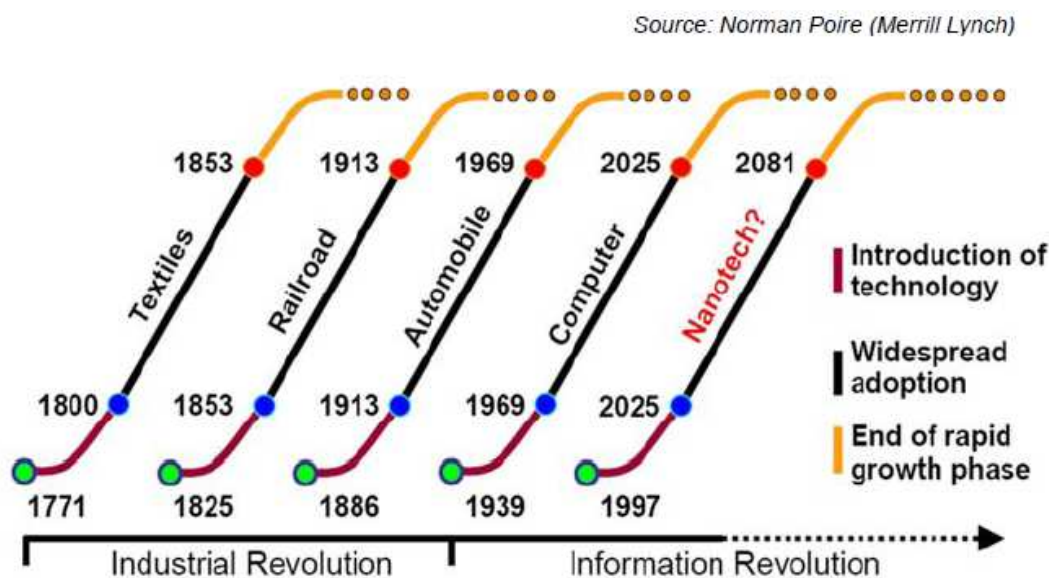 Source: Norman Poire (Merrill Lynch)
1853
1913
1969
2025
2081
Textiles
Railroad
Automobile
Computer
Nanotech?
Introduction of
technology
Widespread
adoption
End of rapid
growth phase
1800
1853
1913
1969
2025
1771
1825
1886
1939
1997
Industrial Revolution
Information Revolution